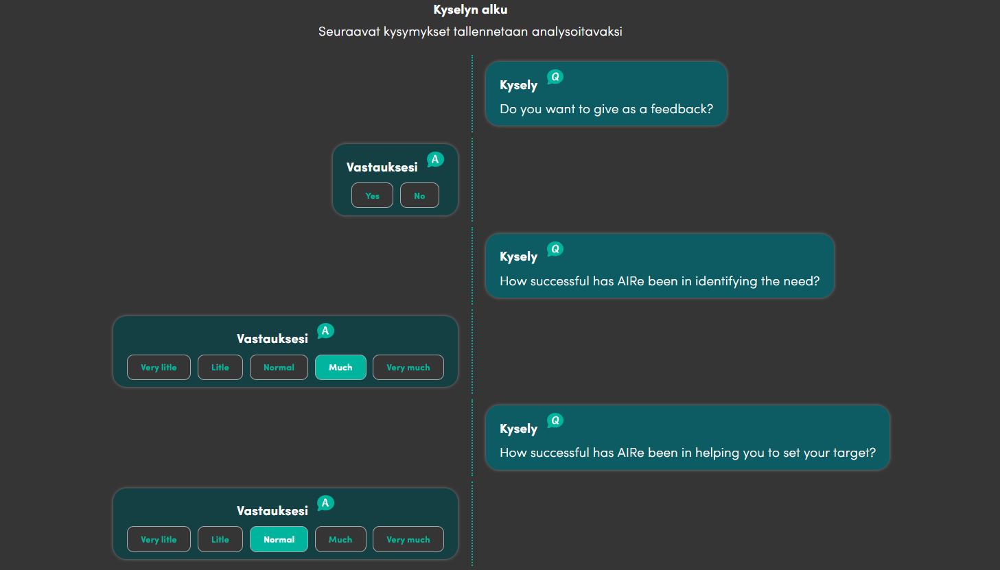 Kyselyn alku
Seuraavat kysymykset tallennetaan analysoitavaksi
Kysely Q
Do you want to give as a feedback?
Vastauksesi A
Yes No
Kysely Q
How successful has AIRe been in identifying the need?
Vastauksesi A
Very litle Litle Normal Much Very much
Kysely Q
How successful has AIRe been in helping you to set your target?
Vastauksesi A
Very litle Litle Normal Much Very much